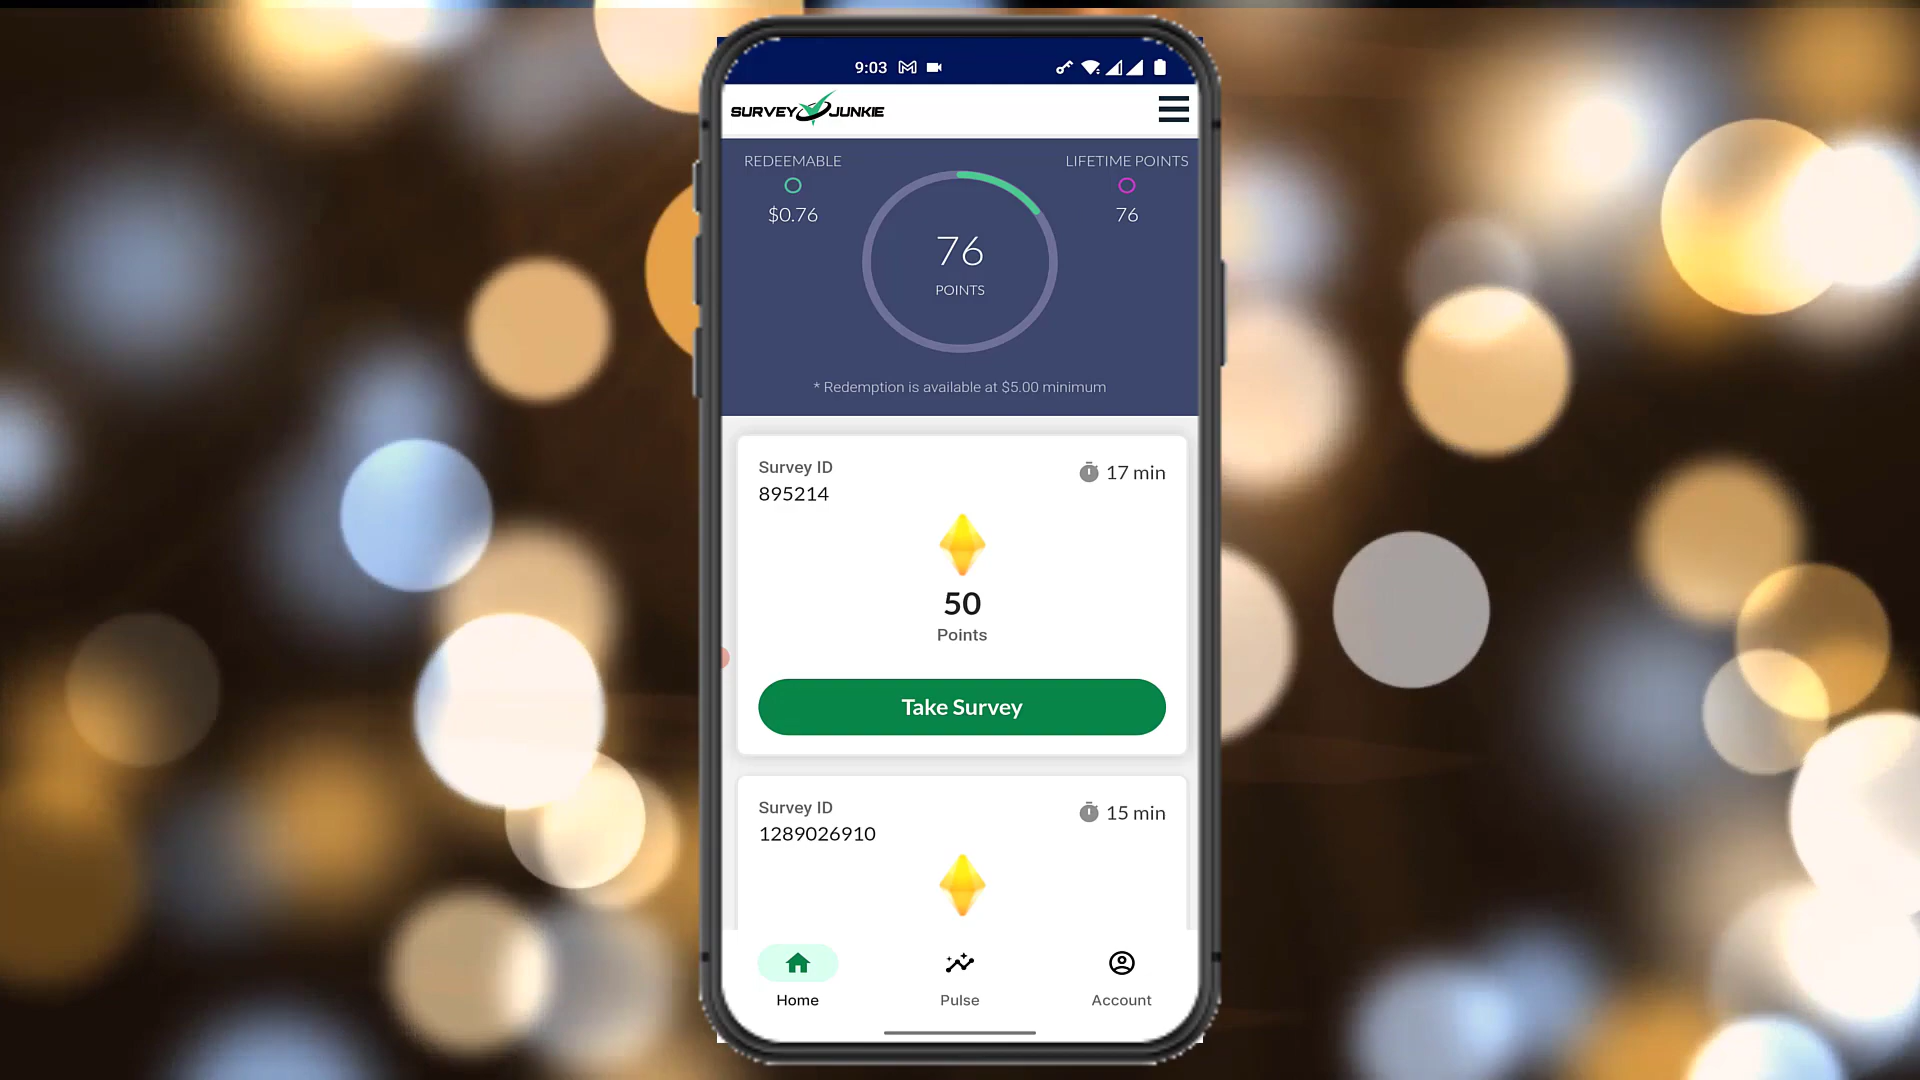 9:03
SURVEY JUNKIE
REDEEMABLE
$0.76
LIFETIME POINTS
76
76
POINTS
* Redemption is available at $5.00 minimum
Survey ID
895214
17 min
50
Points
Take Survey
Survey ID
1289026910
15 min
Home
Pulse
Account